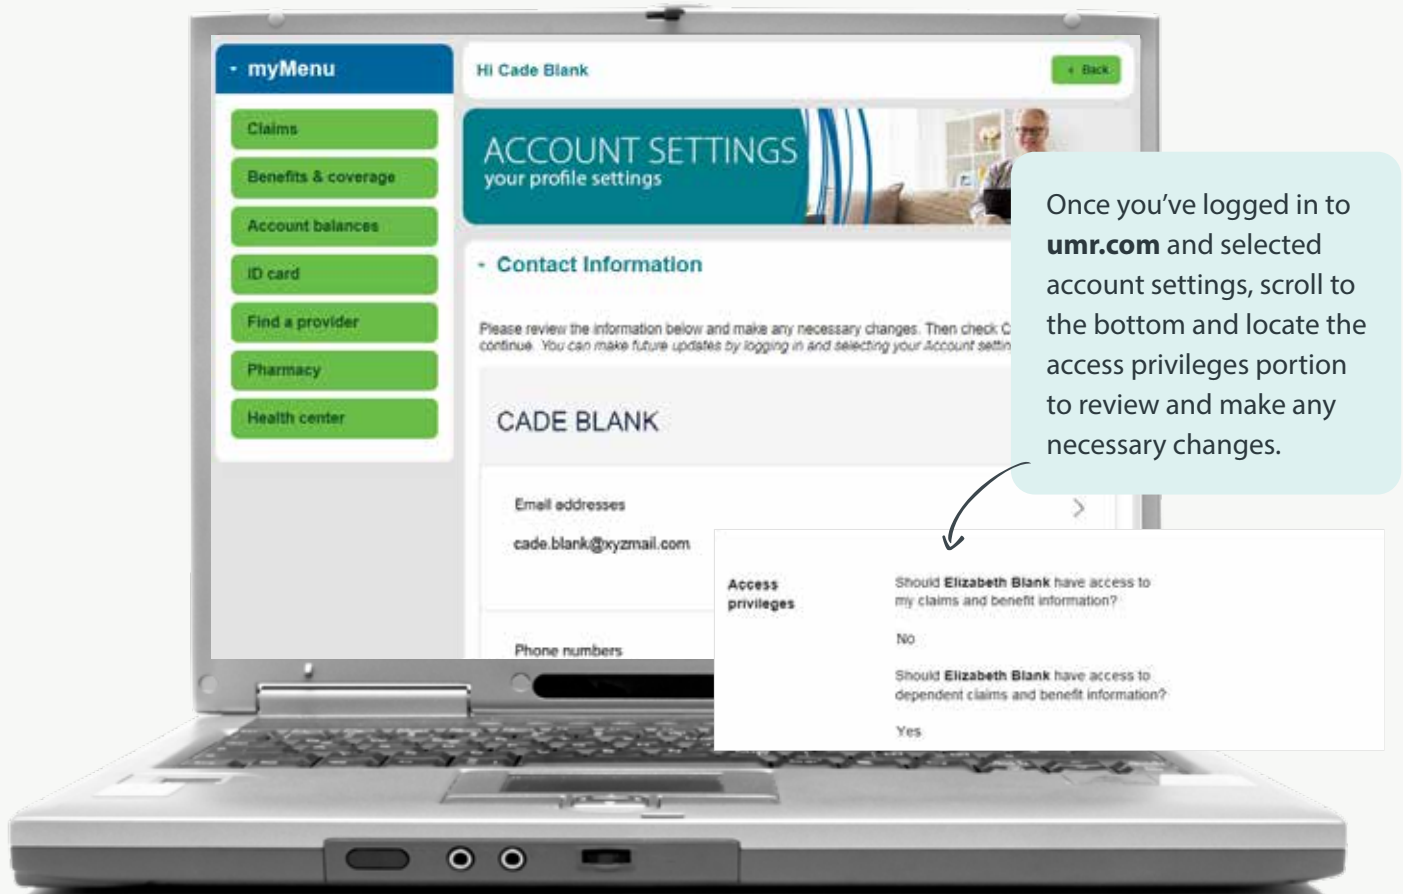 myMenu
Claims
Benefits & coverage
Account balances
ID card
Find a provider
Pharmacy
Health center
Hi Cade Blank
Back
ACCOUNT SETTINGS
your profile settings
Contact Information
Please review the information below and make any necessary changes. Then check C
continue. You can make future updates by logging in and selecting your Account settin
CADE BLANK
Email addresses
cade.blank@xyzmail.com
Phone numbers
Once you’ve logged in to
umr.com and selected
account settings, scroll to
the bottom and locate the
access privileges portion
to review and make any
necessary changes.
Access
privileges
Should Elizabeth Blank have access to
my claims and benefit information?
No
Should Elizabeth Blank have access to
dependent claims and benefit information?
Yes